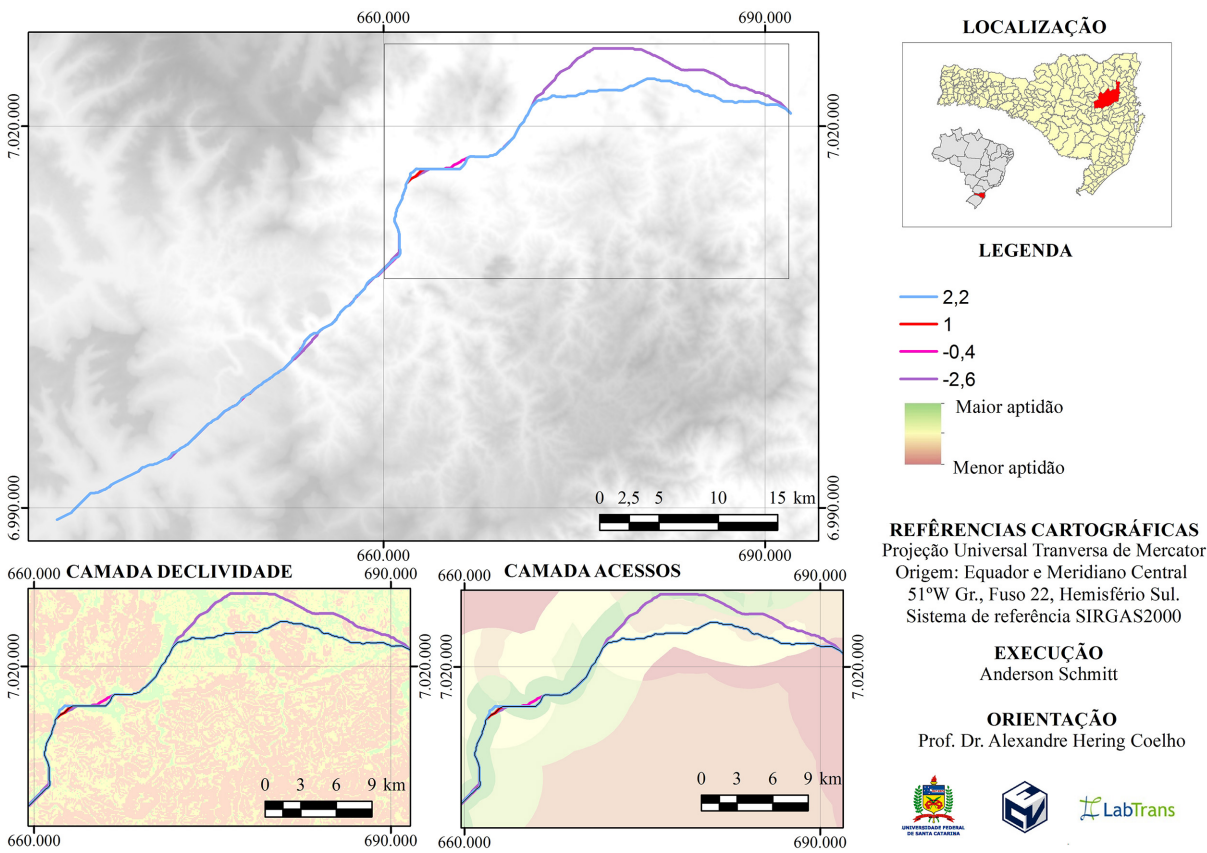 660.000
690.000
7.020.000
7.020.000
6.990.000
6.990.000
0 2,5 5 10 15 km
660.000
690.000
CAMADA DECLIVIDADE
660.000
690.000
7.020.000
0 3 6 9 km
660.000
690.000
CAMADA ACESSOS
660.000
690.000
7.020.000
0 3 6 9 km
660.000
690.000
LOCALIZAÇÃO
LEGENDA
2,2
1
-0,4
-2,6
Maior aptidão
Menor aptidão
REFÊRENCIAS CARTOGRÁFICAS
Projeção Universal Tranversa de Mercator
Origem: Equador e Meridiano Central
51ºW Gr., Fuso 22, Hemisfério Sul.
Sistema de referência SIRGAS2000
EXECUÇÃO
Anderson Schmitt
ORIENTAÇÃO
Prof. Dr. Alexandre Hering Coelho
UNIVERSIDADE FEDERAL
DE SANTA CATARINA
LabTrans